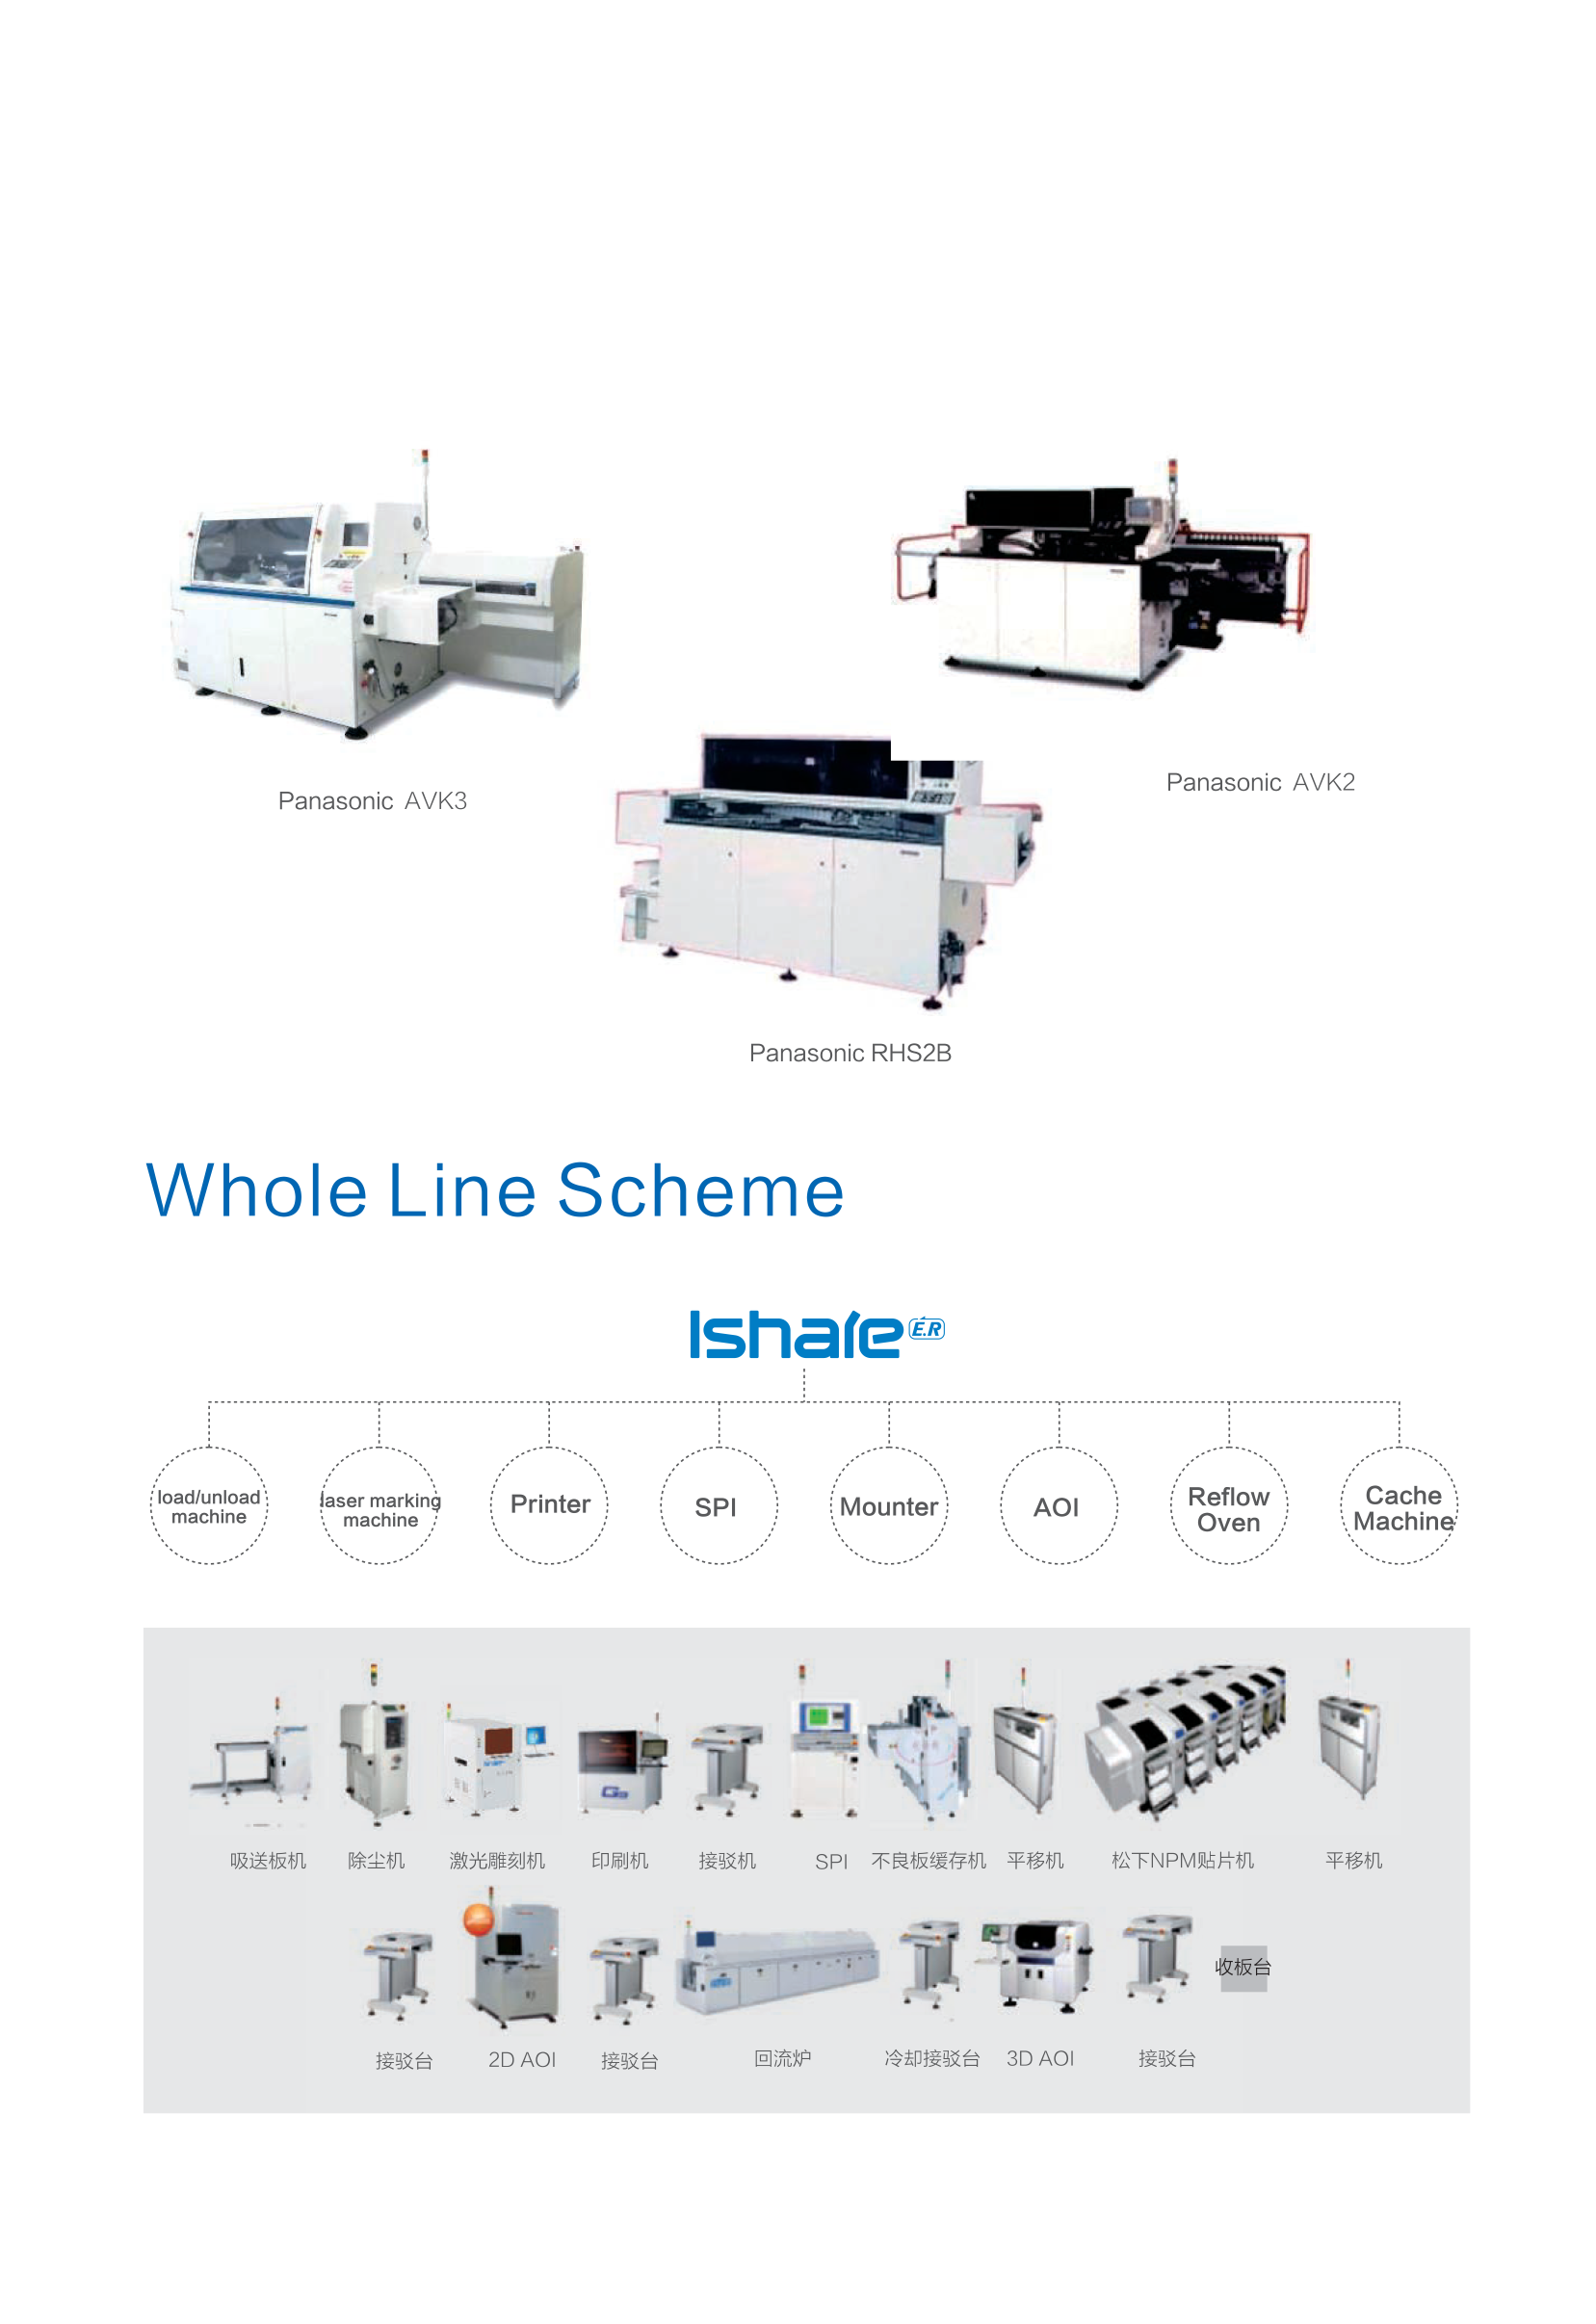 Panasonic AVK3
Panasonic AVK2
Panasonic RHS2B
Whole Line Scheme
Ishare E.R
load/unload
machine
laser marking
machine
Printer
SPI
Mounter
AOI
Reflow
Oven
Cache
Machine
吸送板机
除尘机
激光雕刻机
印刷机
接驳机
SPI
不良板缓存机
平移机
松下NPM贴片机
平移机
接驳台
2D AOI
接驳台
回流炉
冷却接驳台
3D AOI
接驳台
收板台